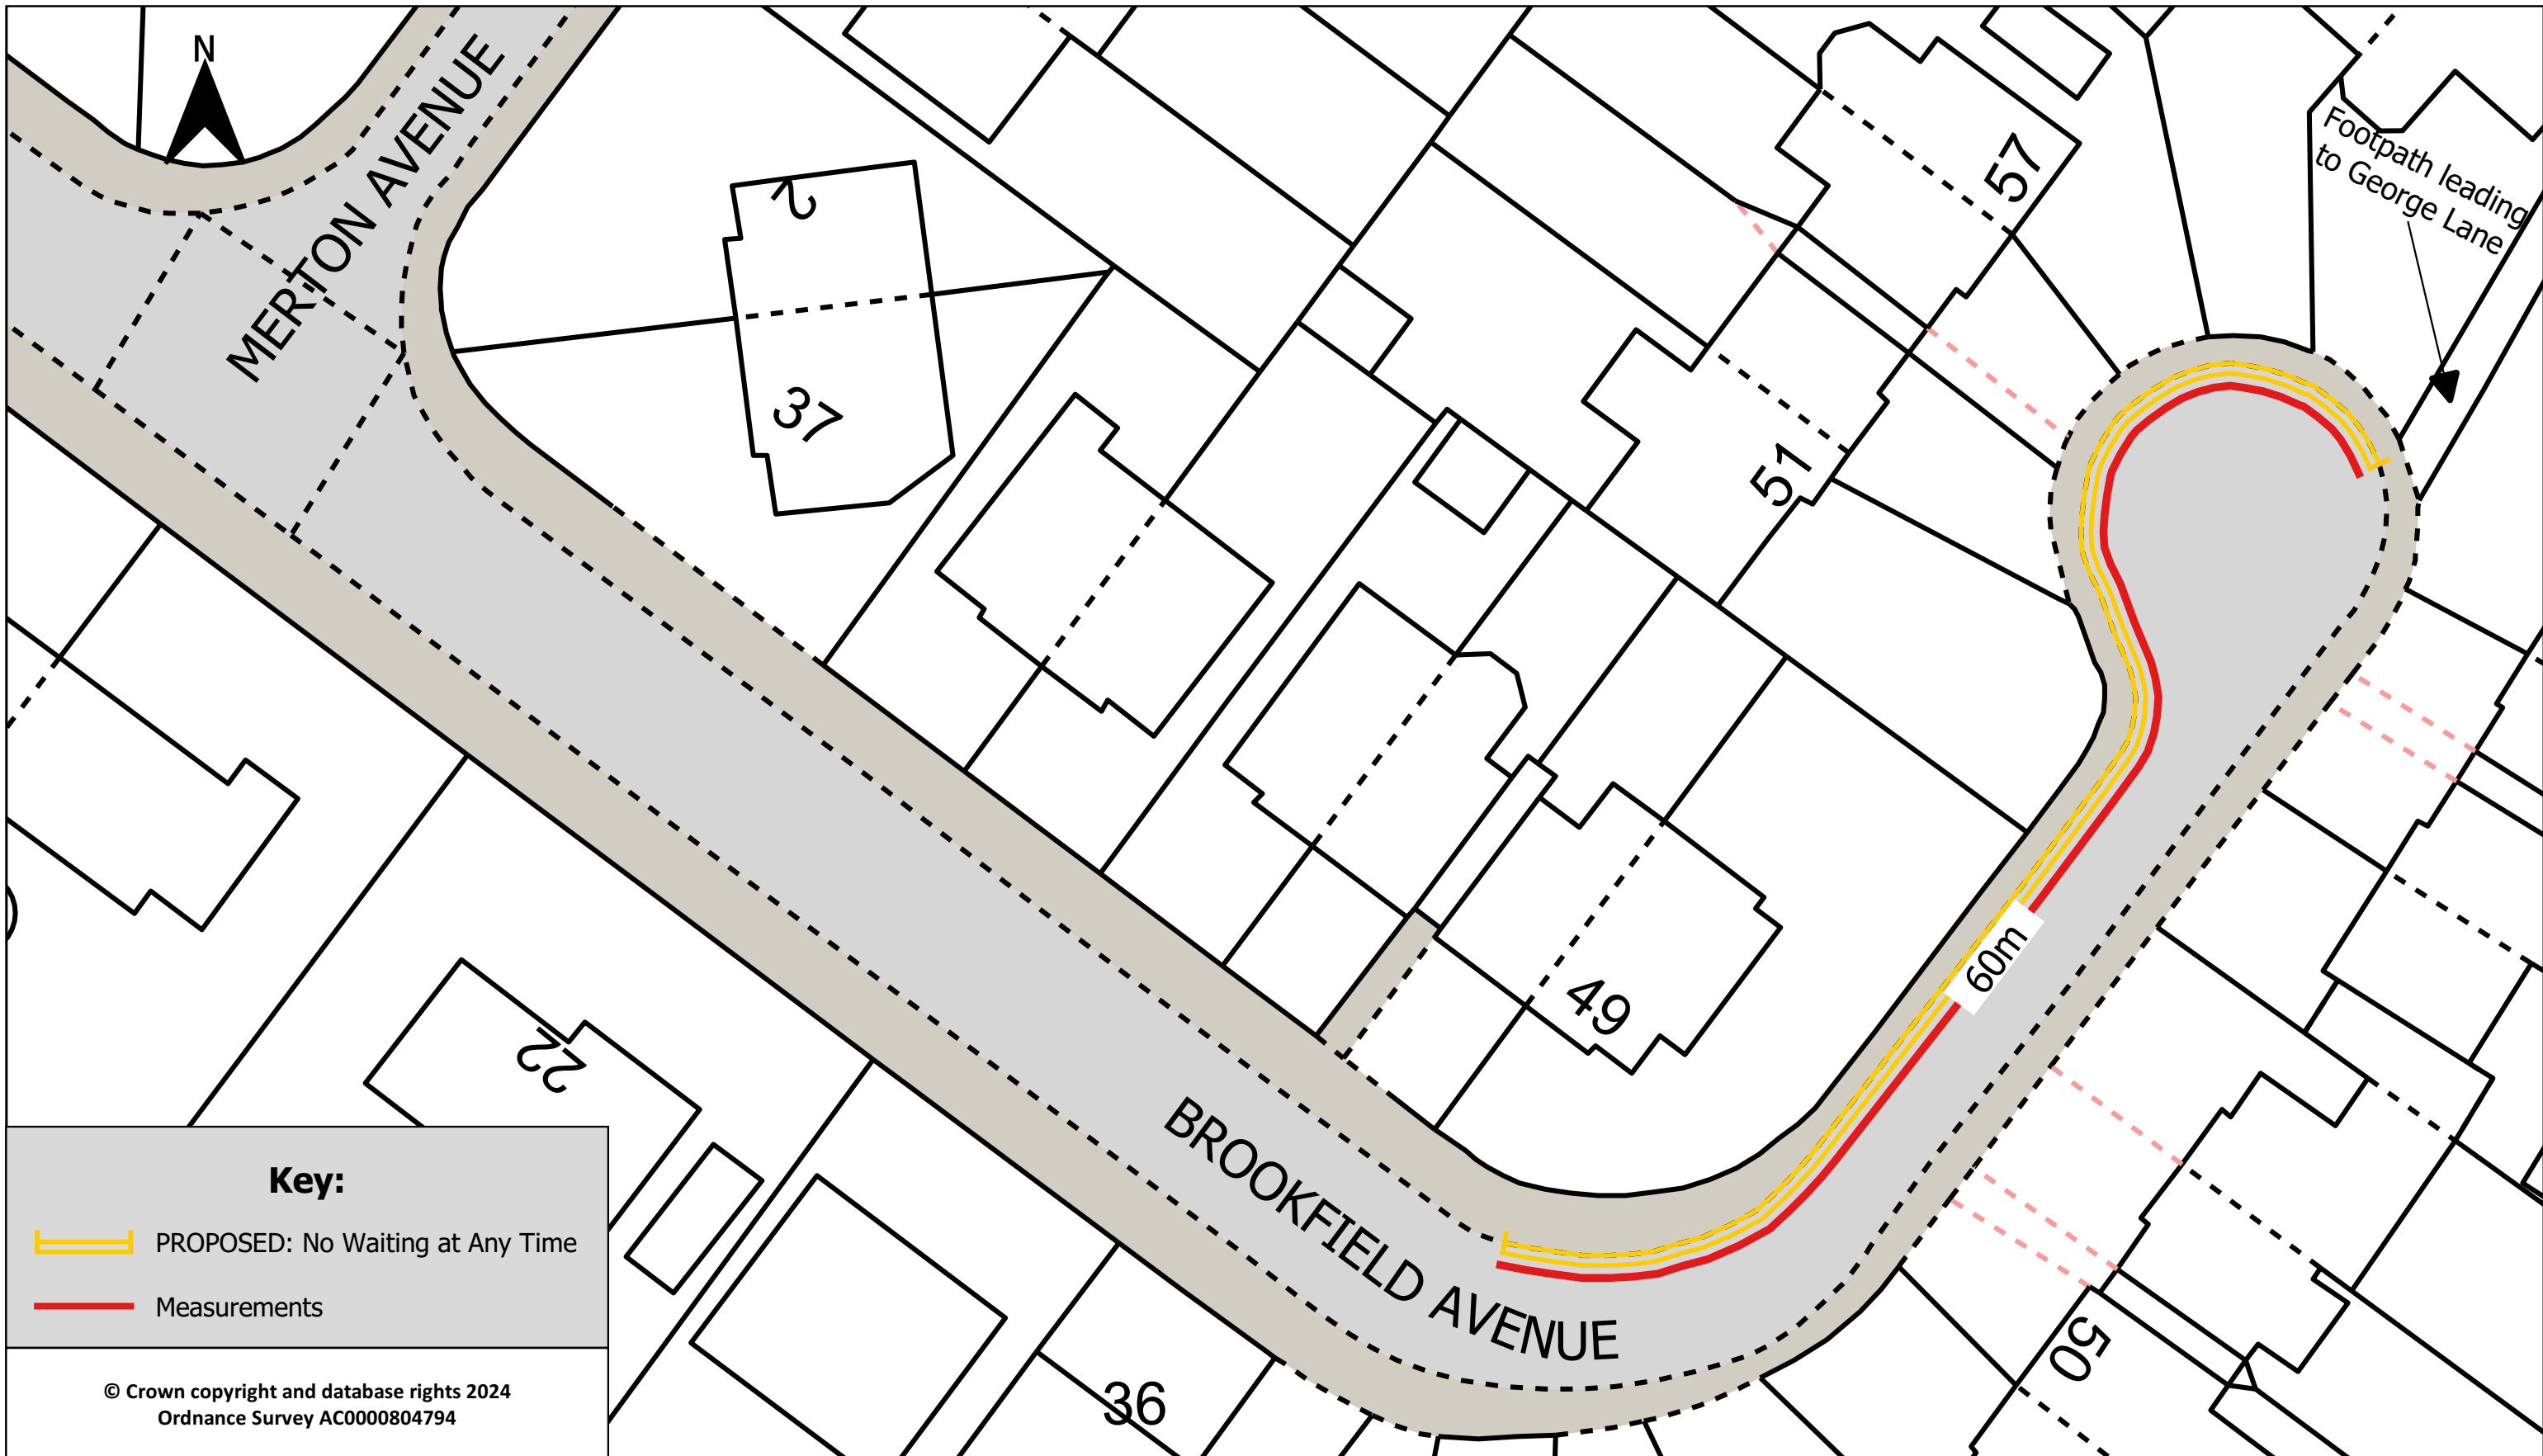 N
MERTON AVENUE
2
37
57
Footpath leading
to George Lane
51
49
60m
22
BROOKFIELD AVENUE
36
50
Key:
PROPOSED: No Waiting at Any Time
Measurements
© Crown copyright and database rights 2024
Ordnance Survey AC0000804794